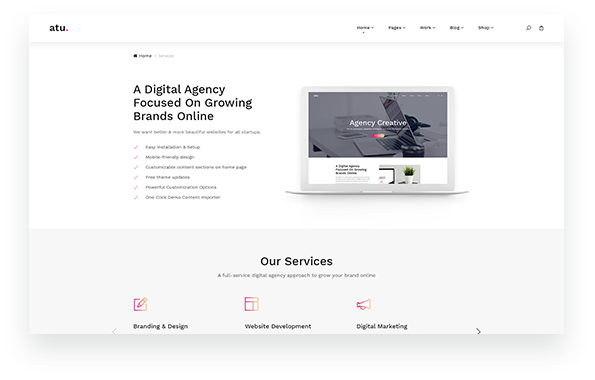 atu.
Home Pages Work Blog Shop
Home Services
A Digital Agency
Focused On Growing
Brands Online
We want better & more beautiful websites for all startups.
Easy Installation & Setup
Mobile-friendly design
Customizable content sections on home page
Free theme updates
Powerful Customization Options
One Click Demo Content Importer
Agency Creative
A Digital Agency
Focused On Growing
Brands Online
Our Services
A full-service digital agency approach to grow your brand online
Branding & Design
Website Development
Digital Marketing